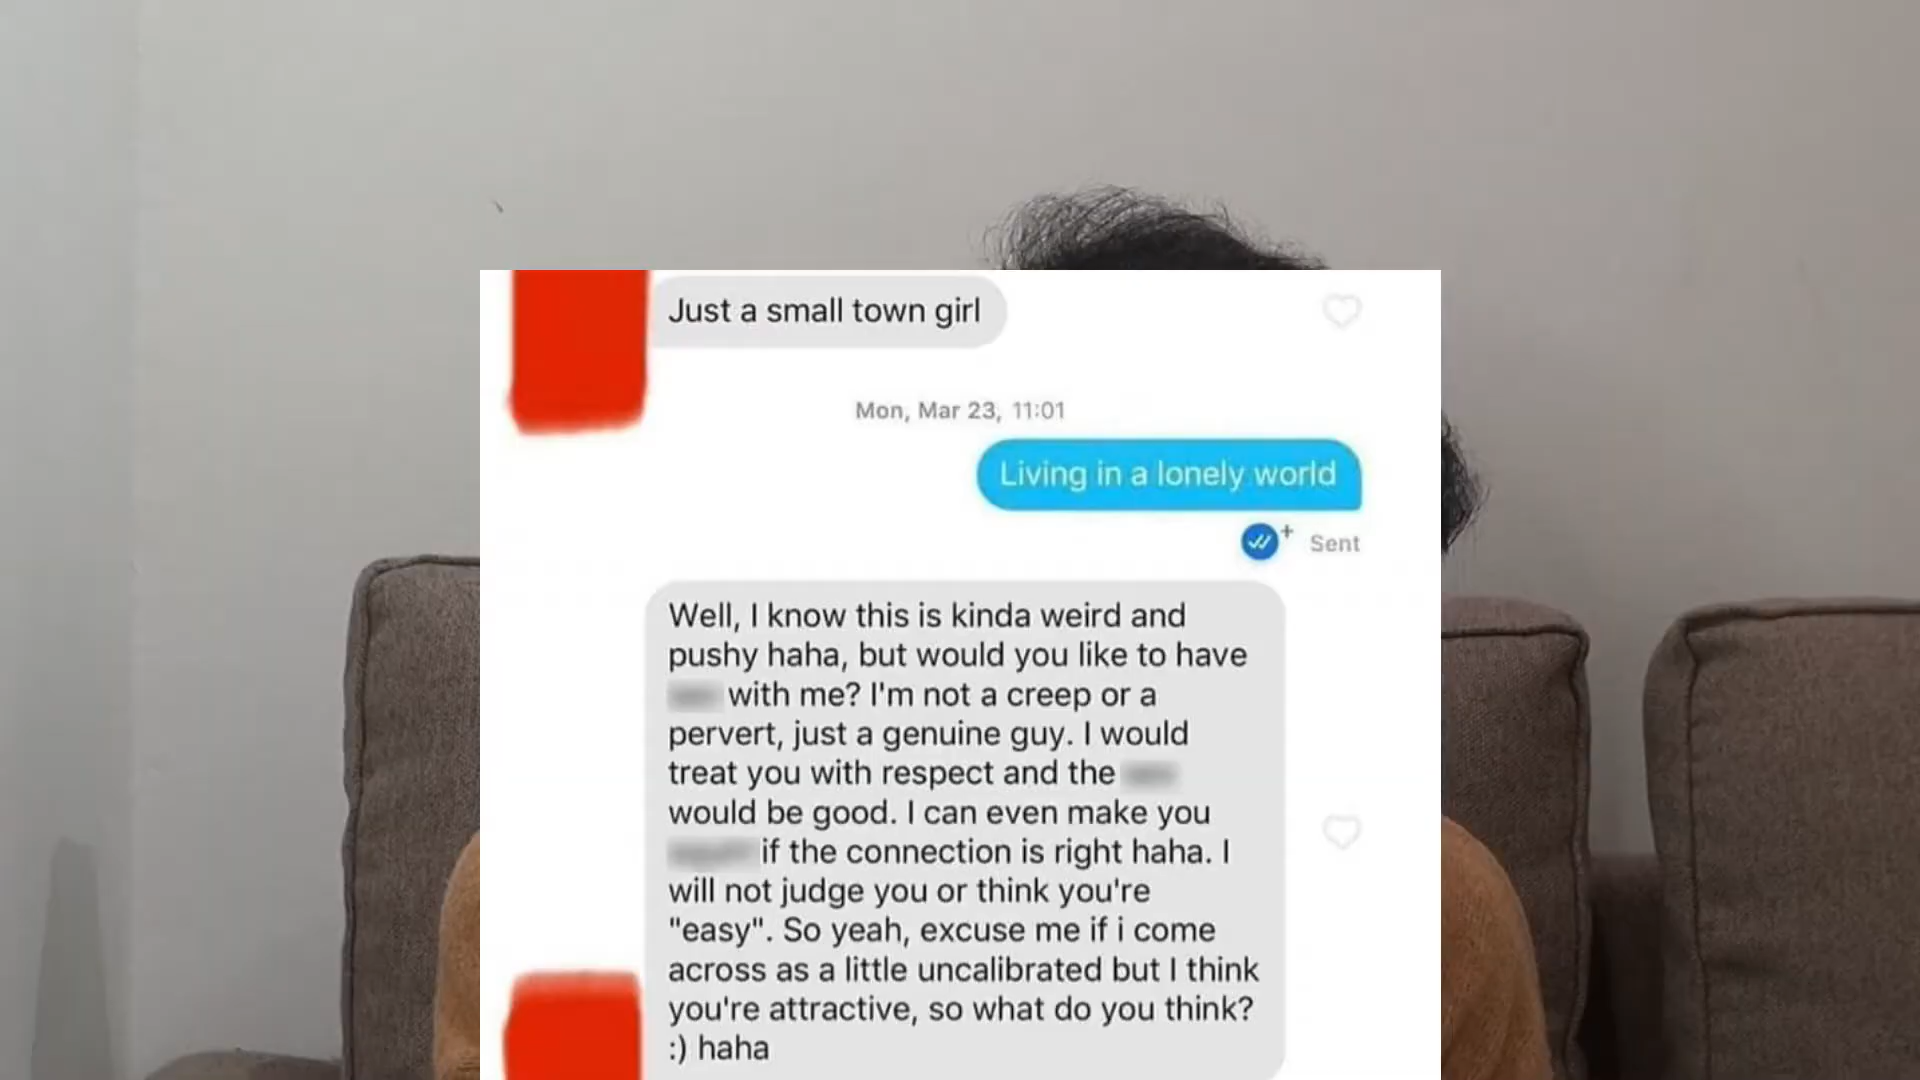 Just a small town girl
Mon, Mar 23, 11:01
Living in a lonely world
Sent
Well, I know this is kinda weird and
pushy haha, but would you like to have
with me? I'm not a creep or a
pervert, just a genuine guy. I would
treat you with respect and the
would be good. I can even make you
if the connection is right haha. I
will not judge you or think you're
"easy". So yeah, excuse me if i come
across as a little uncalibrated but I think
you're attractive, so what do you think?
:) haha